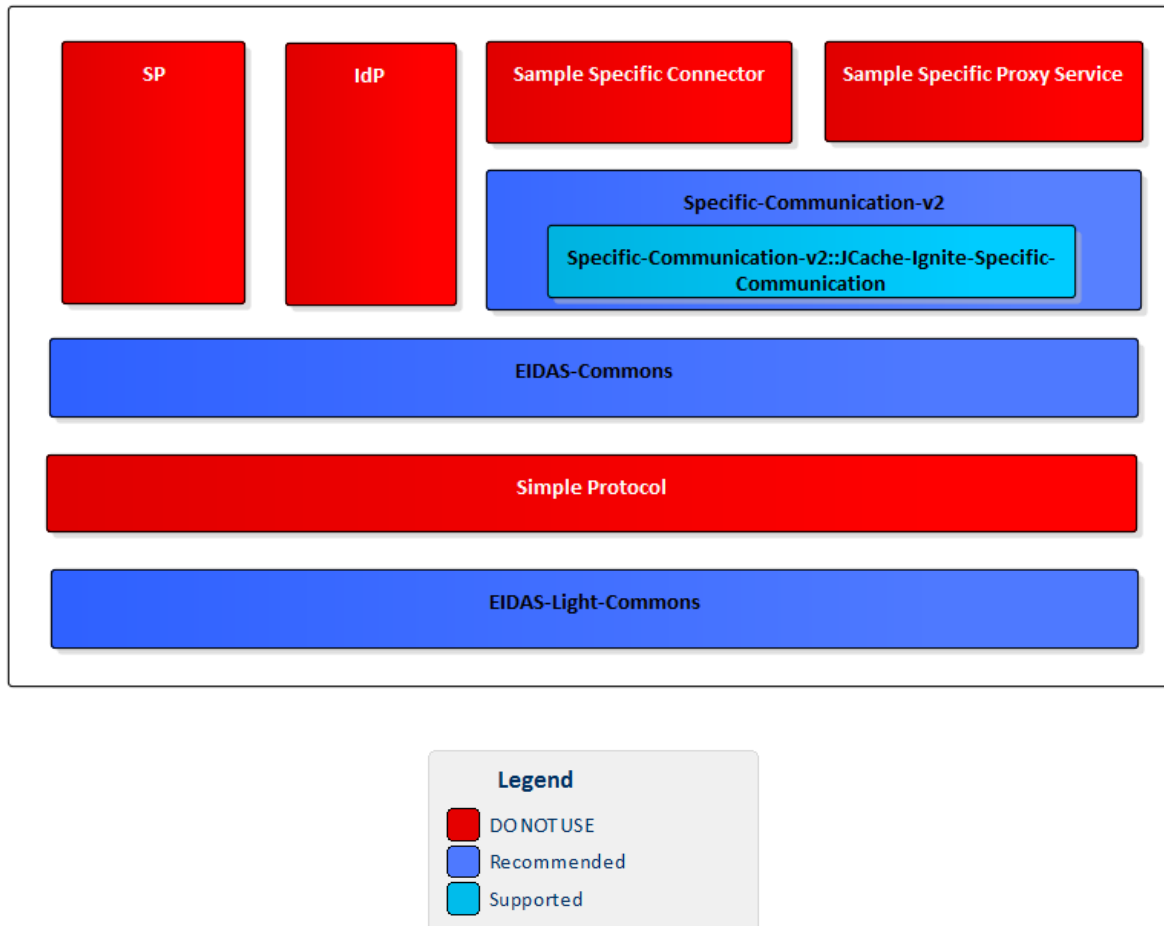 SP
IdP
Sample Specific Connector
Sample Specific Proxy Service
Specific-Communication-v2
Specific-Communication-v2::JCache-Ignite-Specific-
Communication
EIDAS-Commons
Simple Protocol
EIDAS-Light-Commons
Legend
DO NOT USE
Recommended
Supported